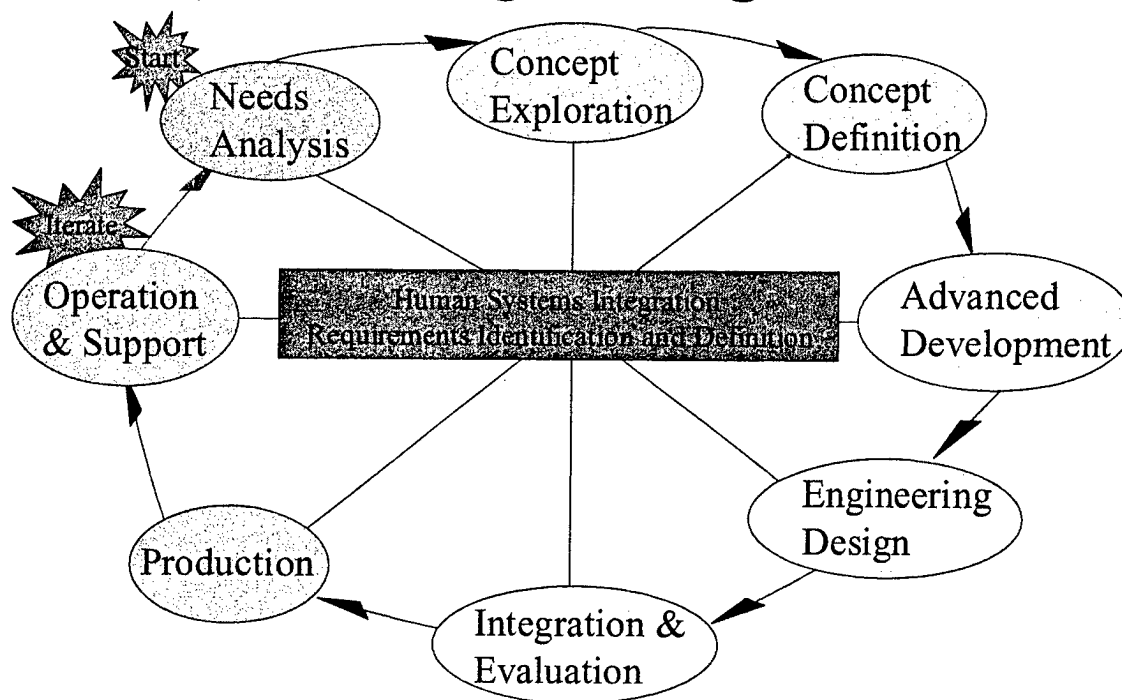 Start
Needs
Analysis
Concept
Exploration
Concept
Definition
Iterate
Operation
& Support
Human Systems Integration
Requirements Identification and Definition
Advanced
Development
Engineering
Design
Production
Integration &
Evaluation